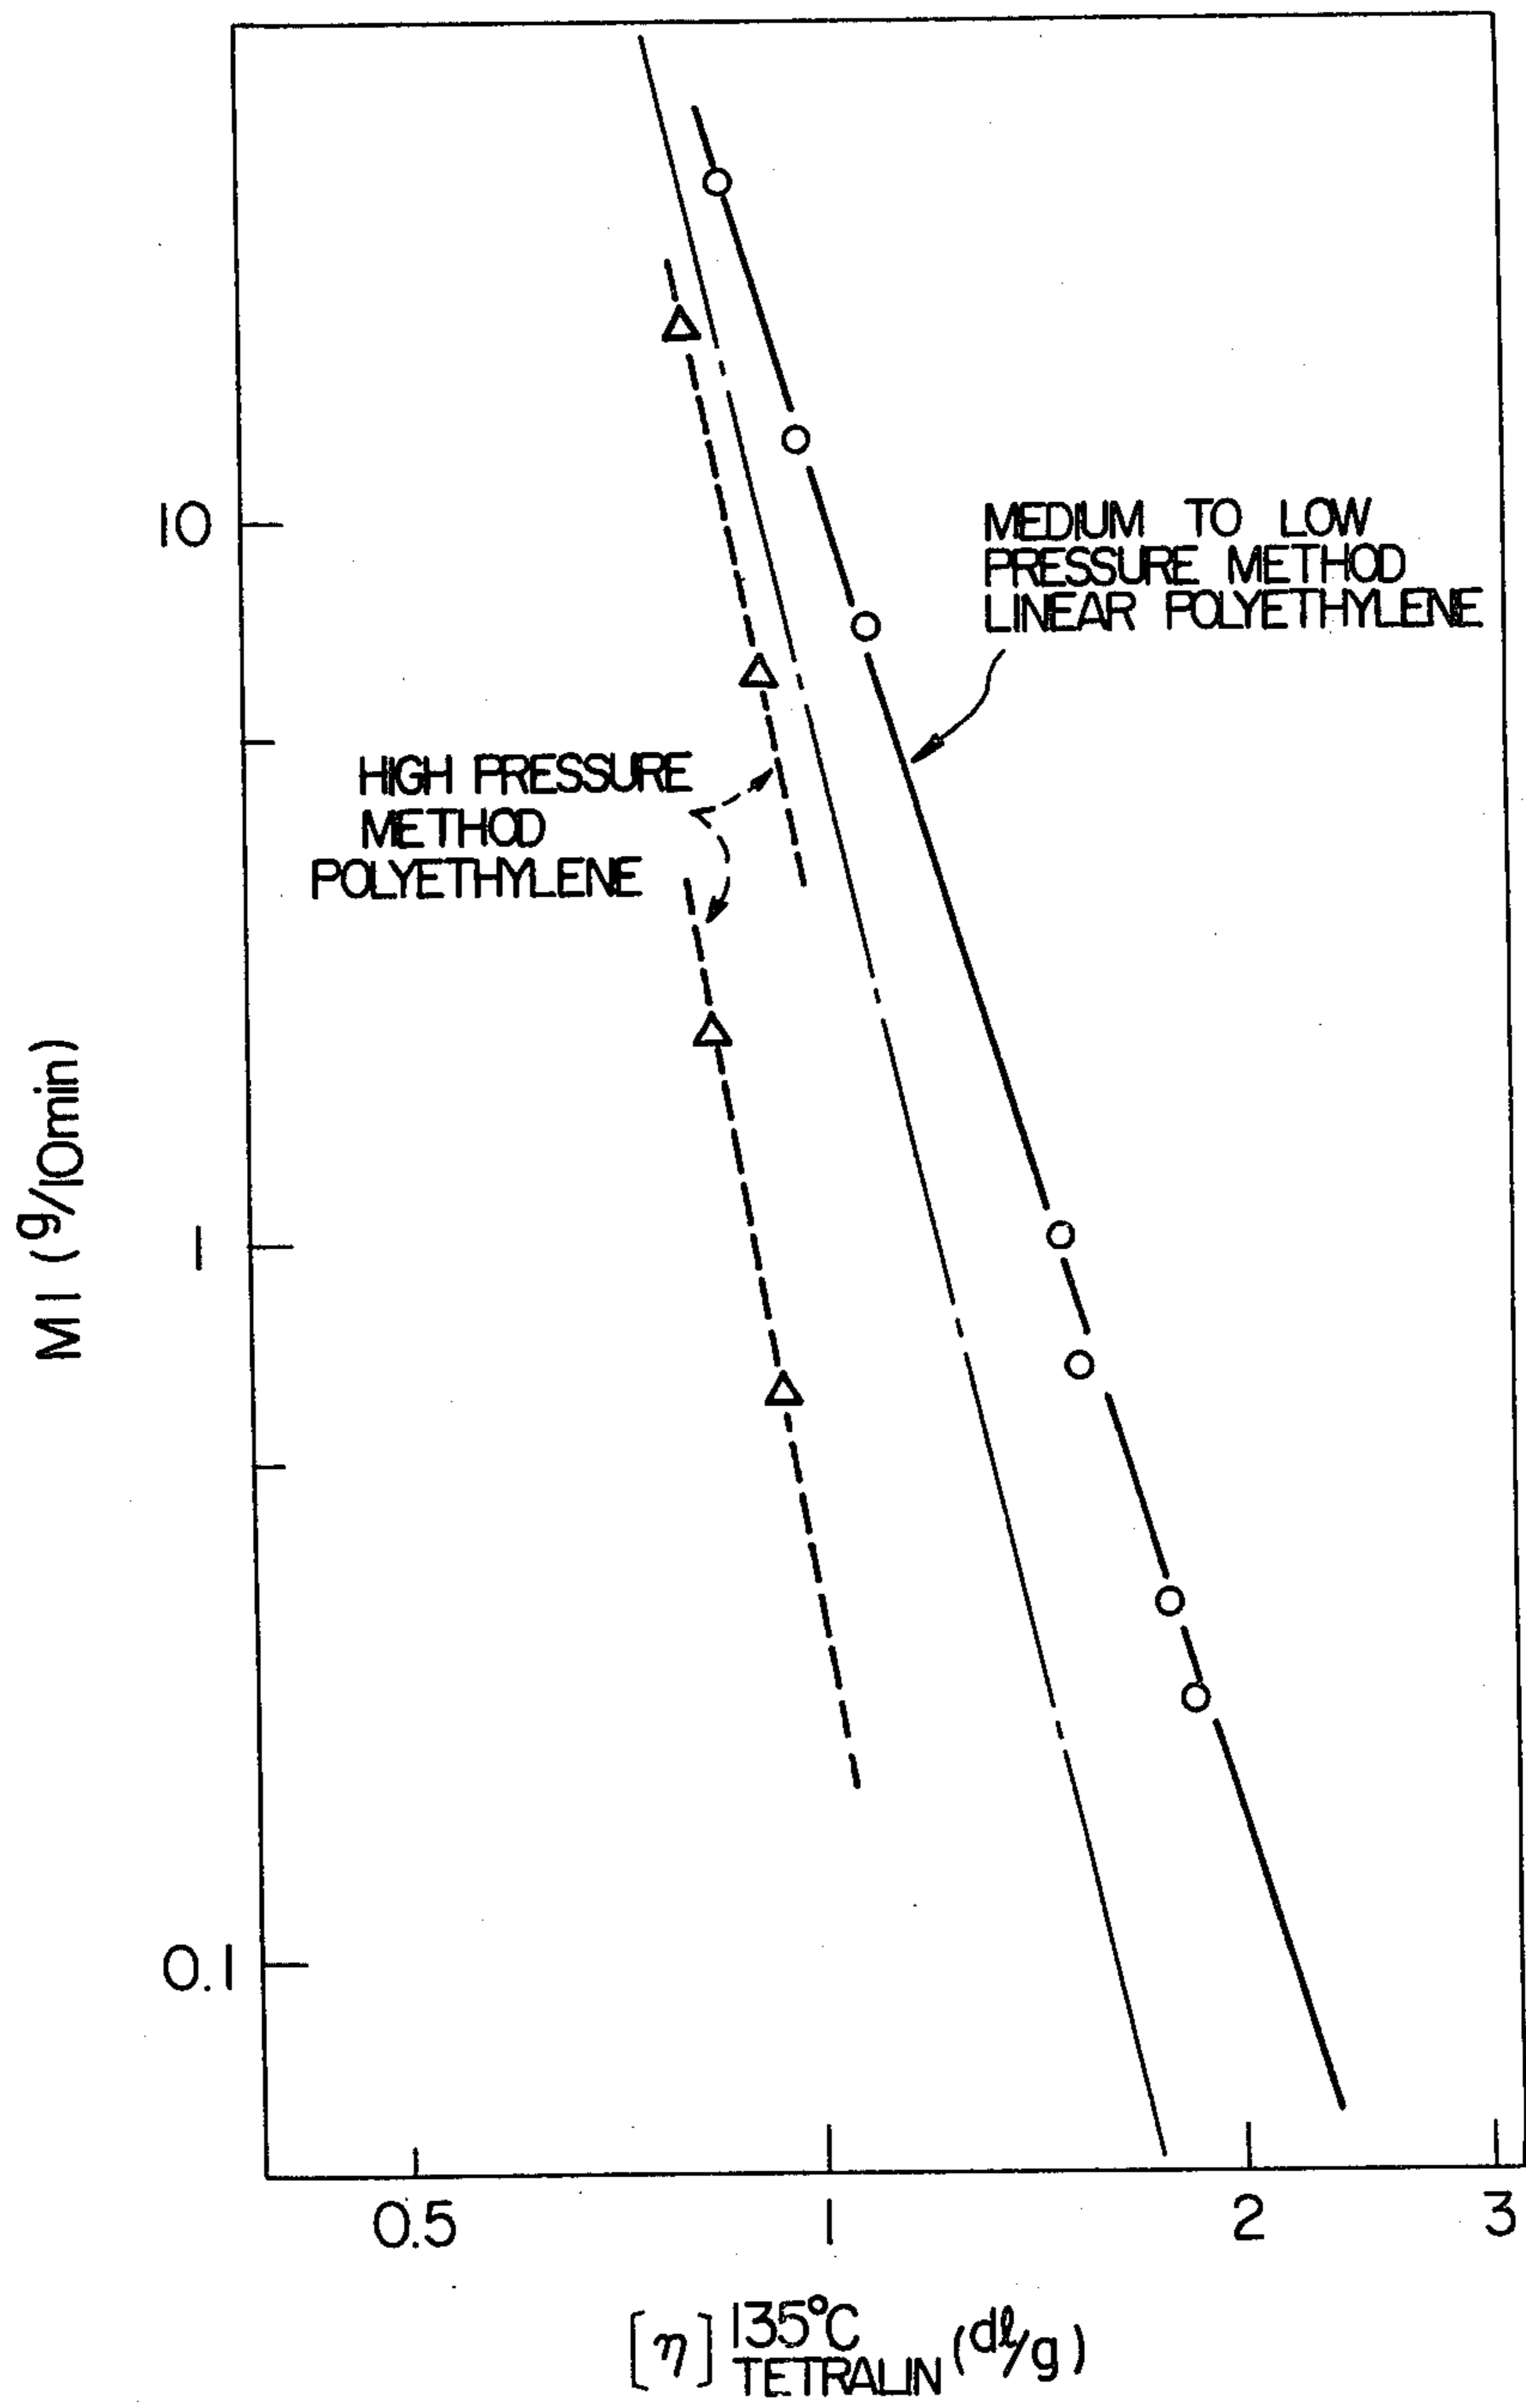 10
MEDIUM TO LOW
PRESSURE METHOD
LINEAR POLYETHYLENE
HIGH PRESSURE
METHOD
POLYETHYLENE
MI (g/10min)
1
0.1
0.5
1
2
3
[η] 135°C TETRALIN (dℓ/g)